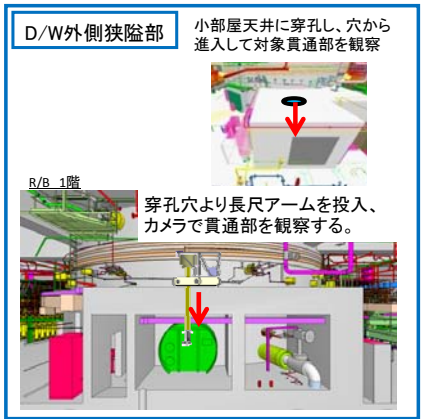 D/W外側狭隘部
小部屋天井に穿孔し、穴から
進入して対象貫通部を観察
R/B 1階
穿孔穴より長尺アームを投入、
カメラで貫通部を観察する。